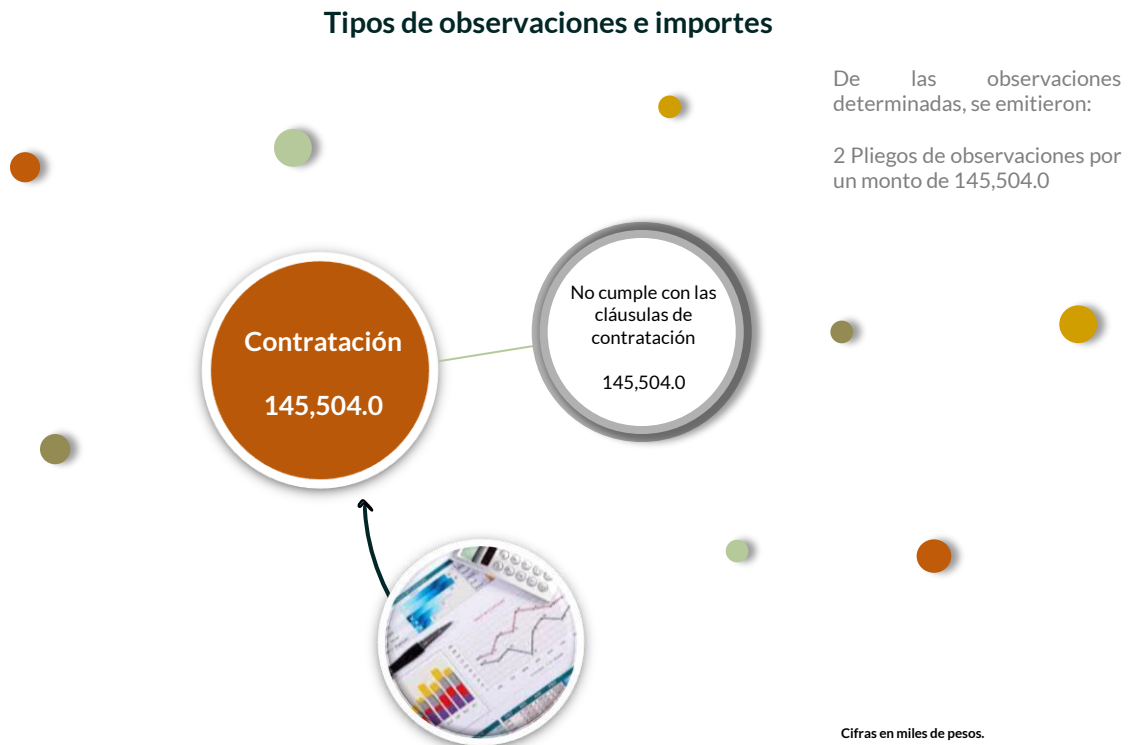 Tipos de observaciones e importes
De las observaciones
determinadas, se emitieron:
2 Pliegos de observaciones por
un monto de 145,504.0
No cumple con las
cláusulas de
contratación
145,504.0
Contratación
145,504.0
Cifras en miles de pesos.